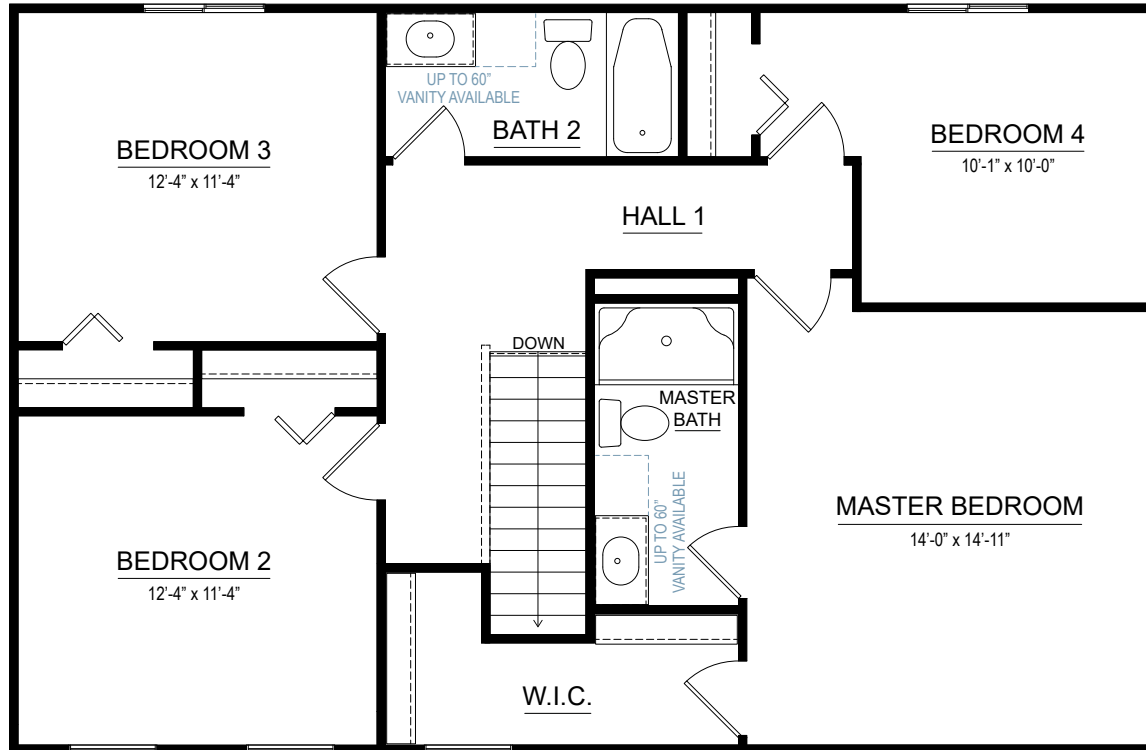 UP TO 60”
VANITY AVAILABLE
BATH 2
BEDROOM 3
12’-4” x 11’-4”
BEDROOM 4
10’-1” x 10’-0”
HALL 1
DOWN
MASTER
BATH
UP TO 60”
VANITY AVAILABLE
MASTER BEDROOM
14’-0” x 14’-11”
BEDROOM 2
12’-4” x 11’-4”
W.I.C.